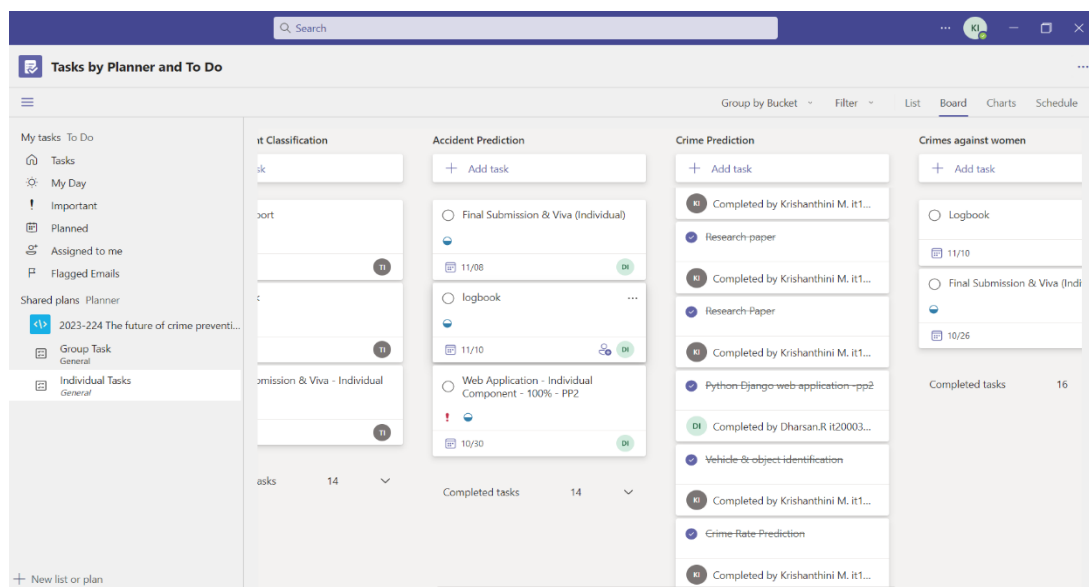 Search
KI
Tasks by Planner and To Do
Group by Bucket
Filter
List
Board
Charts
Schedule
My tasks To Do
Tasks
My Day
Important
Planned
Assigned to me
Flagged Emails
Shared plans Planner
2023-224 The future of crime preventi...
Group Task
General
Individual Tasks
General
New list or plan
nt Classification
sk
port
TI
TI
omission & Viva - Individual
TI
asks 14
Accident Prediction
Add task
Final Submission & Viva (Individual)
11/08
DI
logbook
11/10
DI
Web Application - Individual
Component - 100% - PP2
10/30
DI
Completed tasks 14
Crime Prediction
Add task
KI Completed by Krishanthini M. it1...
Research paper
KI Completed by Krishanthini M. it1...
Research Paper
KI Completed by Krishanthini M. it1...
Python Django web application -pp2
DI Completed by Dharsan.R it20003...
Vehicle & object identification
KI Completed by Krishanthini M. it1...
Crime Rate Prediction
KI Completed by Krishanthini M. it1...
Crimes against women
Add task
Logbook
11/10
Final Submission & Viva (Indi
10/26
Completed tasks 16